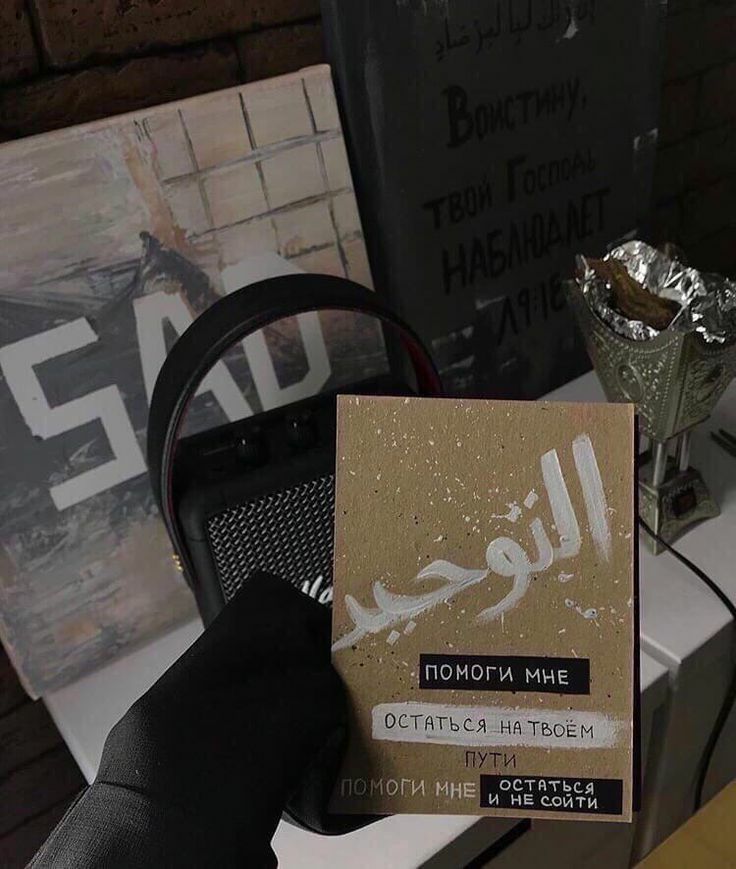 Воистину,
твой Господь
НАБЛЮДАЕТ
SAD
التوحيد
ПОМОГИ МНЕ
ОСТАТЬСЯ НА ТВОЁМ
ПУТИ
ПОМОГИ МНЕ ОСТАТЬСЯ
И НЕ СОЙТИ